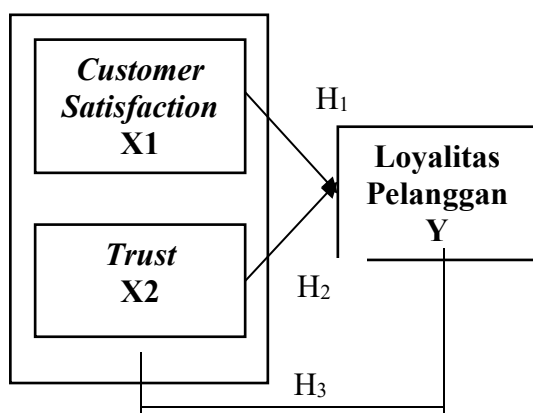 Customer
Satisfaction
X1
H₁
Loyalitas
Pelanggan
Y
Trust
X2
H₂
H₃